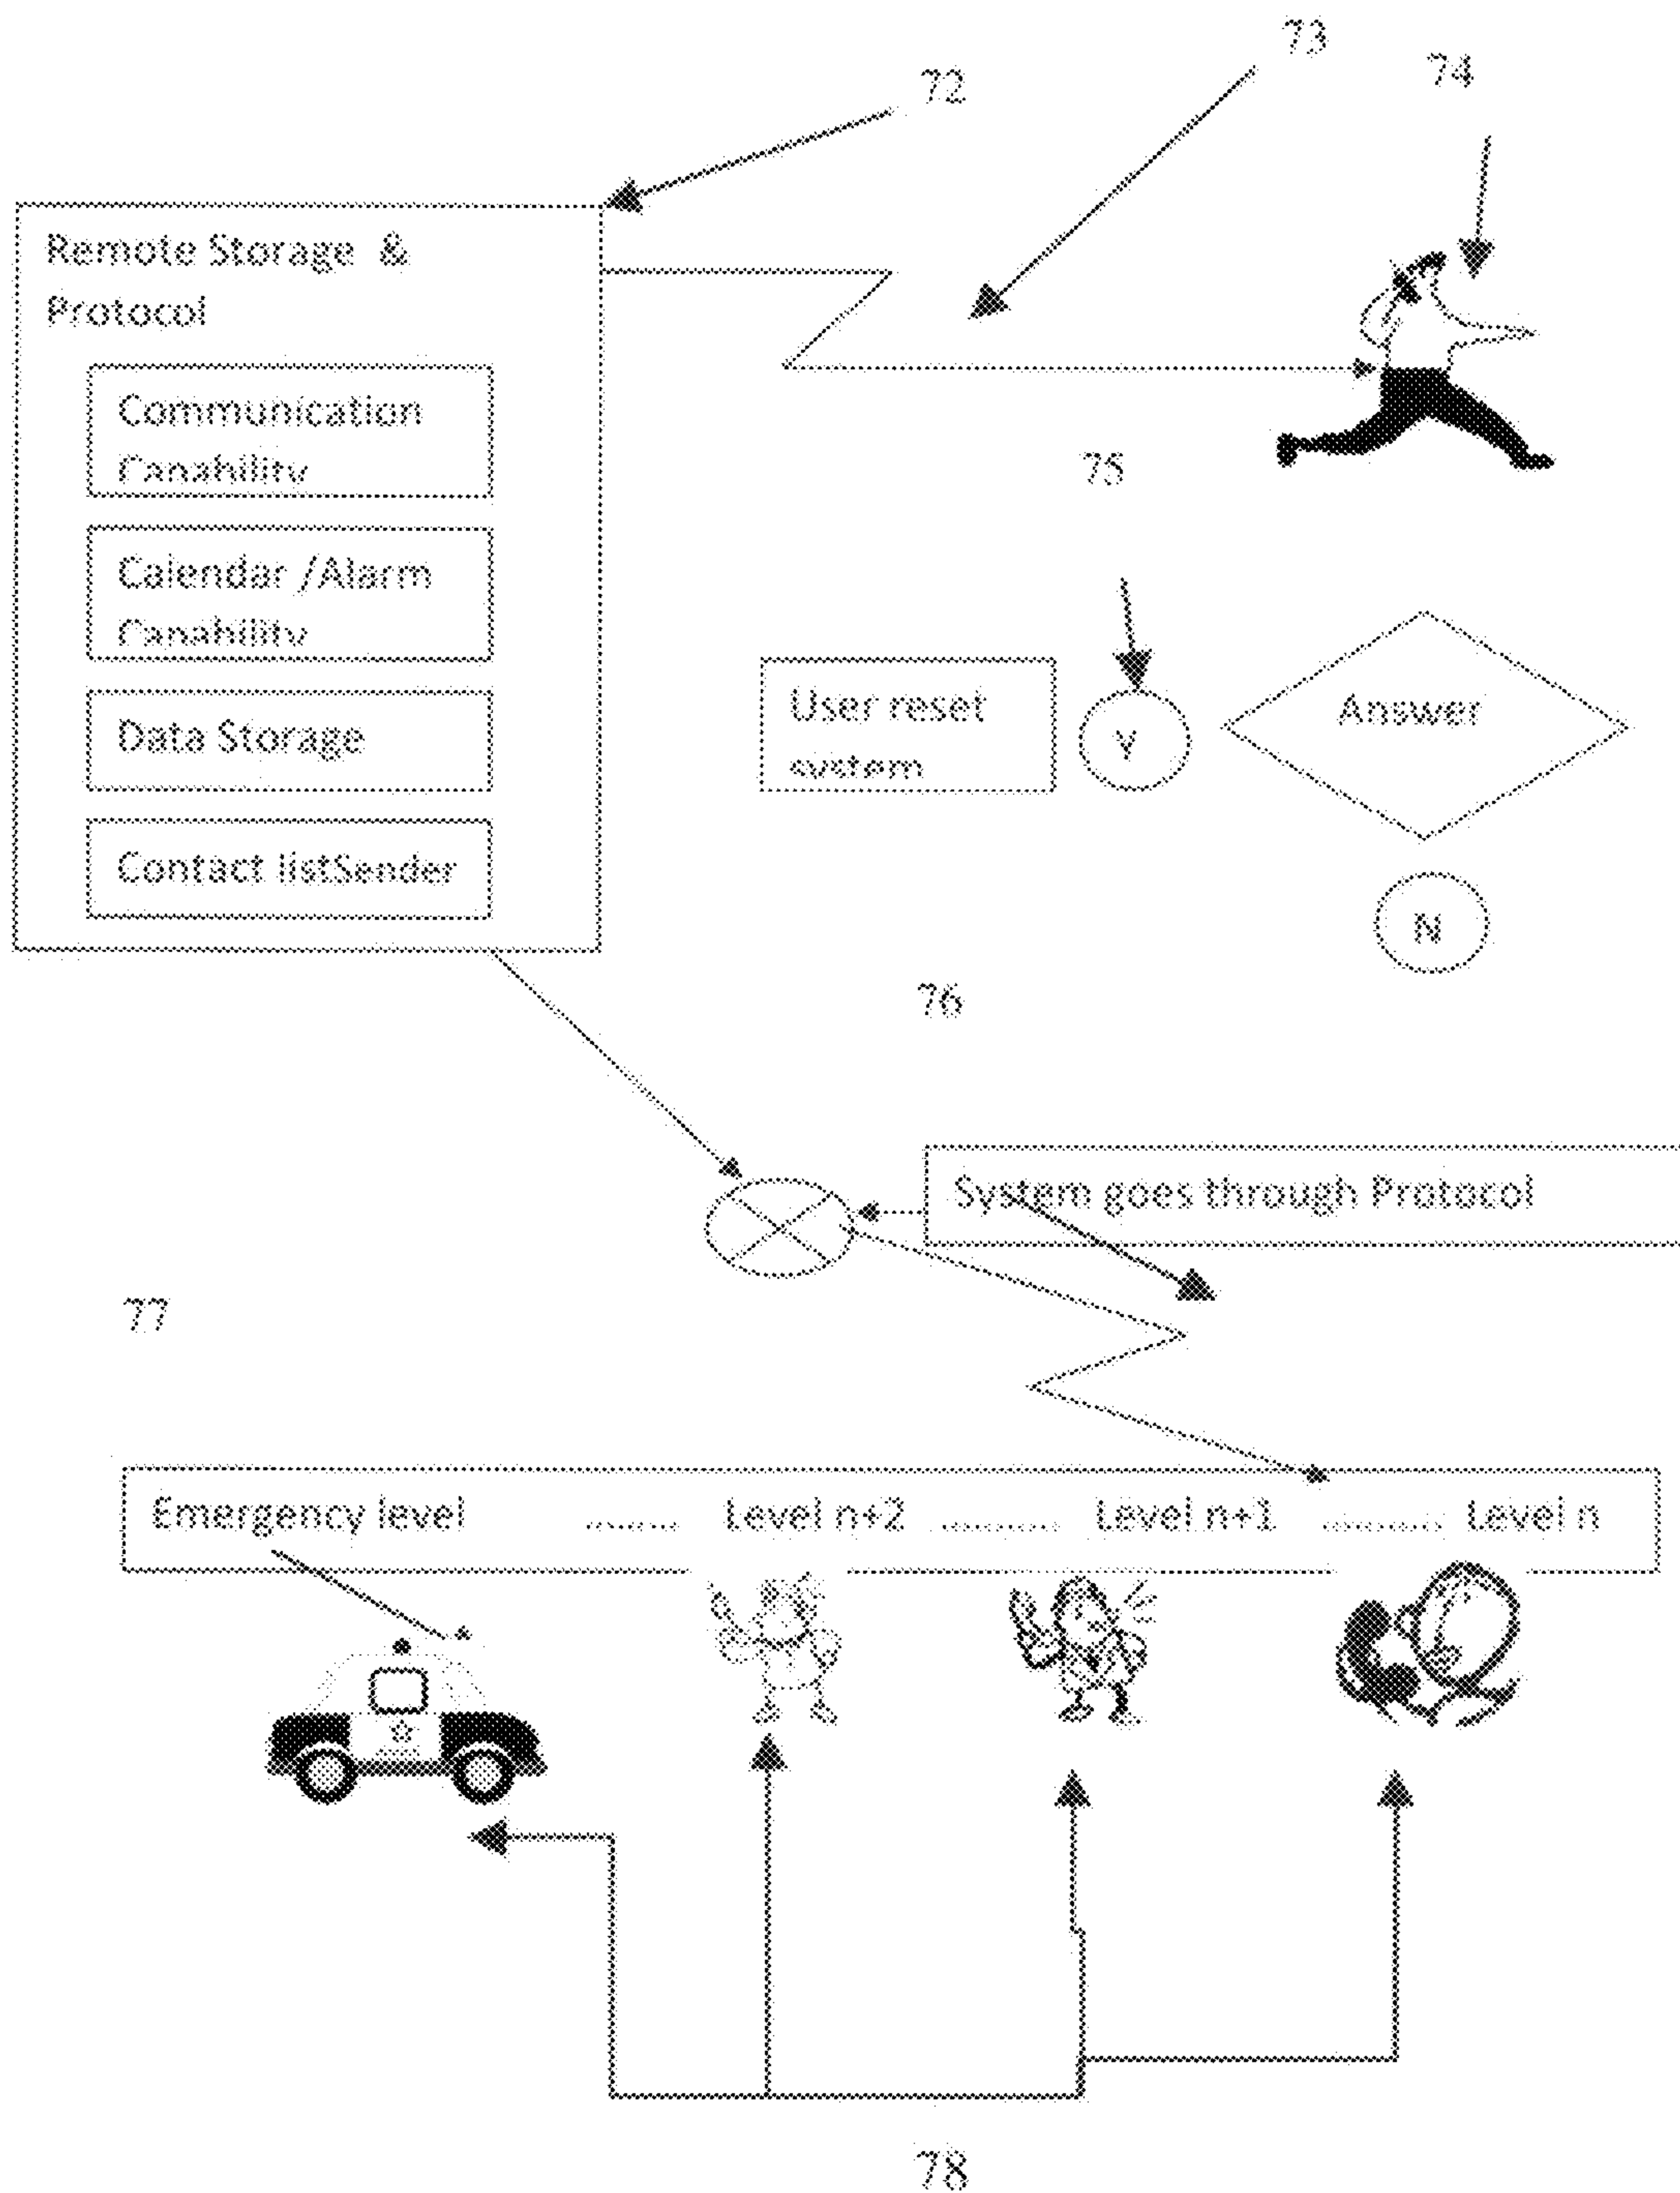 73
74
72
Remote Storage &
Protocol
Communication
Capability
Calendar /Alarm
Capability
Data Storage
Contact listSender
75
User reset
system
Y
Answer
N
76
System goes through Protocol
77
Emergency level ...... Level n+2 ......... Level n+1 ......... Level n
78